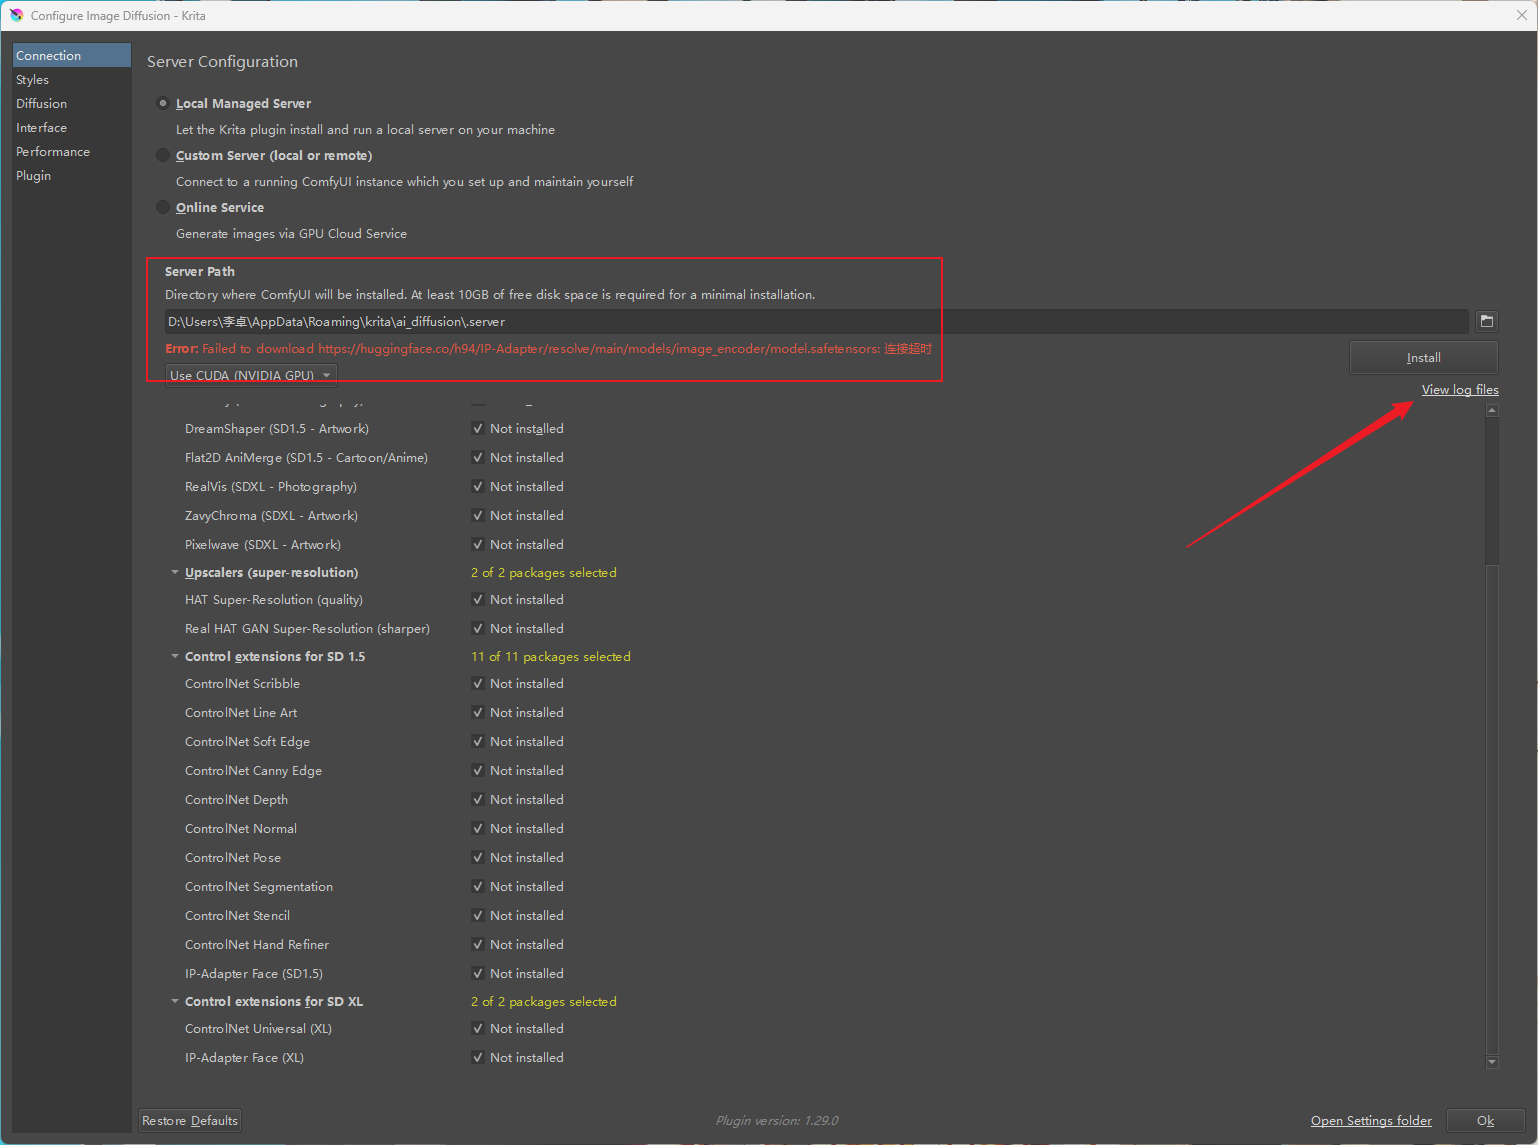 Configure Image Diffusion - Krita
Connection
Styles
Diffusion
Interface
Performance
Plugin
Server Configuration
Local Managed Server
Let the Krita plugin install and run a local server on your machine
Custom Server (local or remote)
Connect to a running ComfyUI instance which you set up and maintain yourself
Online Service
Generate images via GPU Cloud Service
Server Path
Directory where ComfyUI will be installed. At least 10GB of free disk space is required for a minimal installation.
D:\Users\李卓\AppData\Roaming\krita\ai_diffusion\.server
Error: Failed to download https://huggingface.co/h94/IP-Adapter/resolve/main/models/image_encoder/model.safetensors: 连接超时
Install
Use CUDA (NVIDIA GPU)
View log files
DreamShaper (SD1.5 - Artwork) Not installed
Flat2D AniMerge (SD1.5 - Cartoon/Anime) Not installed
RealVis (SDXL - Photography) Not installed
ZavyChroma (SDXL - Artwork) Not installed
Pixelwave (SDXL - Artwork) Not installed
Upscalers (super-resolution) 2 of 2 packages selected
HAT Super-Resolution (quality) Not installed
Real HAT GAN Super-Resolution (sharper) Not installed
Control extensions for SD 1.5 11 of 11 packages selected
ControlNet Scribble Not installed
ControlNet Line Art Not installed
ControlNet Soft Edge Not installed
ControlNet Canny Edge Not installed
ControlNet Depth Not installed
ControlNet Normal Not installed
ControlNet Pose Not installed
ControlNet Segmentation Not installed
ControlNet Stencil Not installed
ControlNet Hand Refiner Not installed
IP-Adapter Face (SD1.5) Not installed
Control extensions for SD XL 2 of 2 packages selected
ControlNet Universal (XL) Not installed
IP-Adapter Face (XL) Not installed
Restore Defaults
Plugin version: 1.29.0
Open Settings folder
Ok